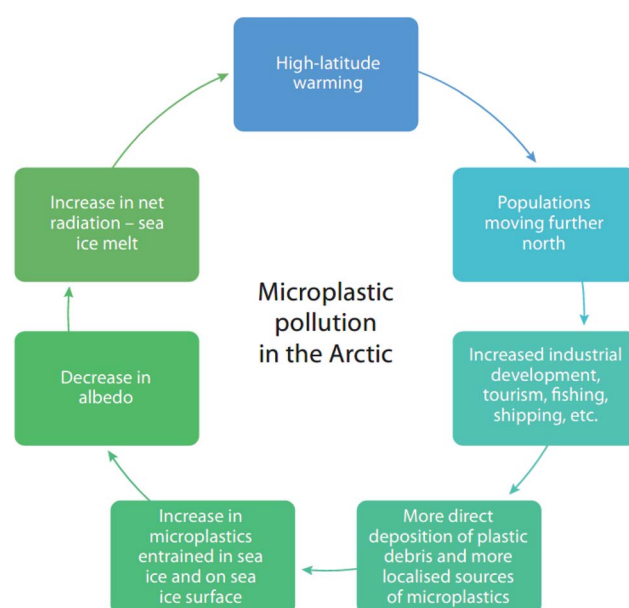 High-latitude
warming
Populations
moving further
north
Increased industrial
development,
tourism, fishing,
shipping, etc.
More direct
deposition of plastic
debris and more
localised sources
of microplastics
Increase in
microplastics
entrained in sea
ice and on sea
ice surface
Decrease in
albedo
Increase in net
radiation – sea
ice melt
Microplastic
pollution
in the Arctic